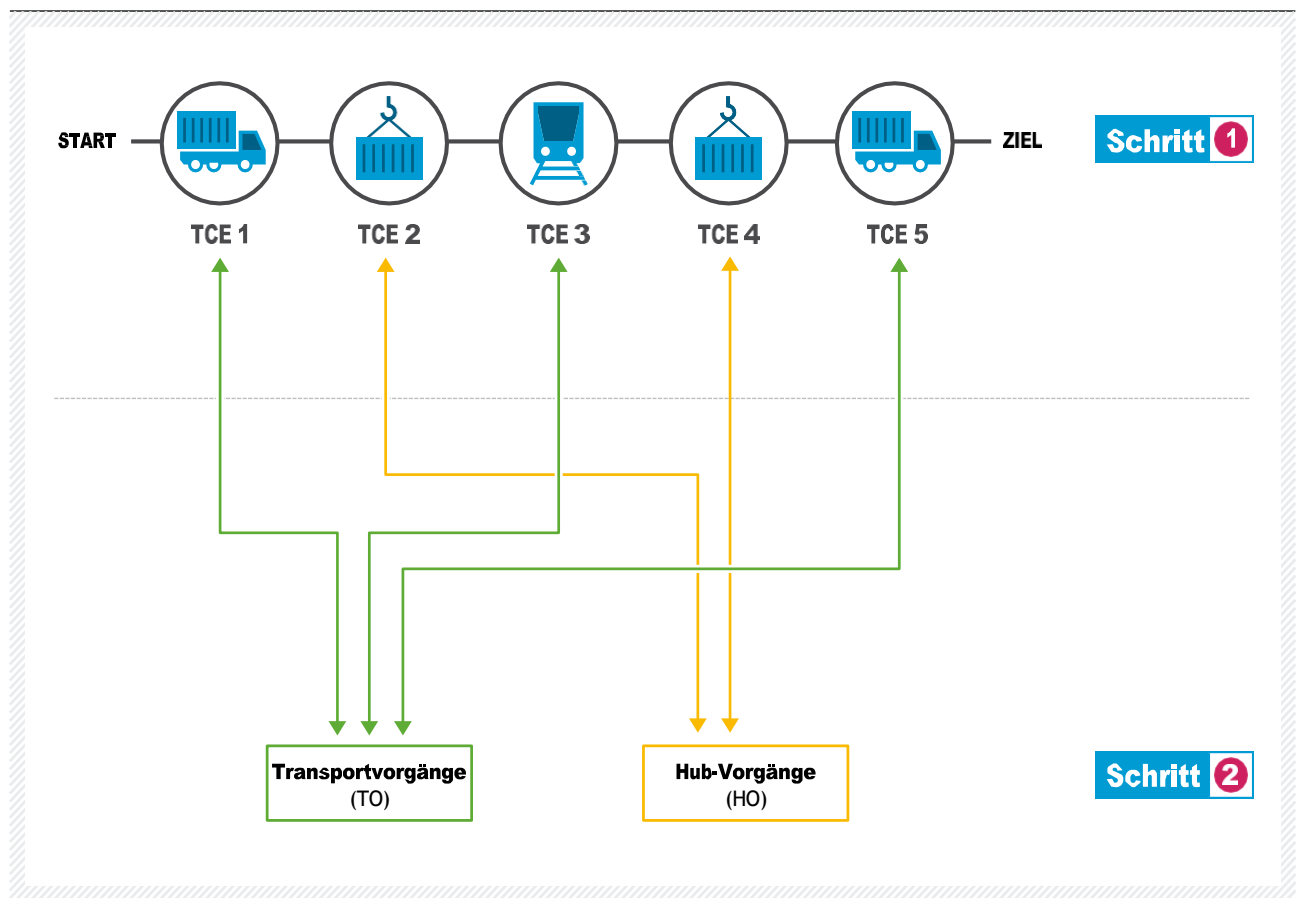 START
ZIEL
Schritt 1
TCE 1
TCE 2
TCE 3
TCE 4
TCE 5
Transportvorgänge
(TO)
Hub-Vorgänge
(HO)
Schritt 2